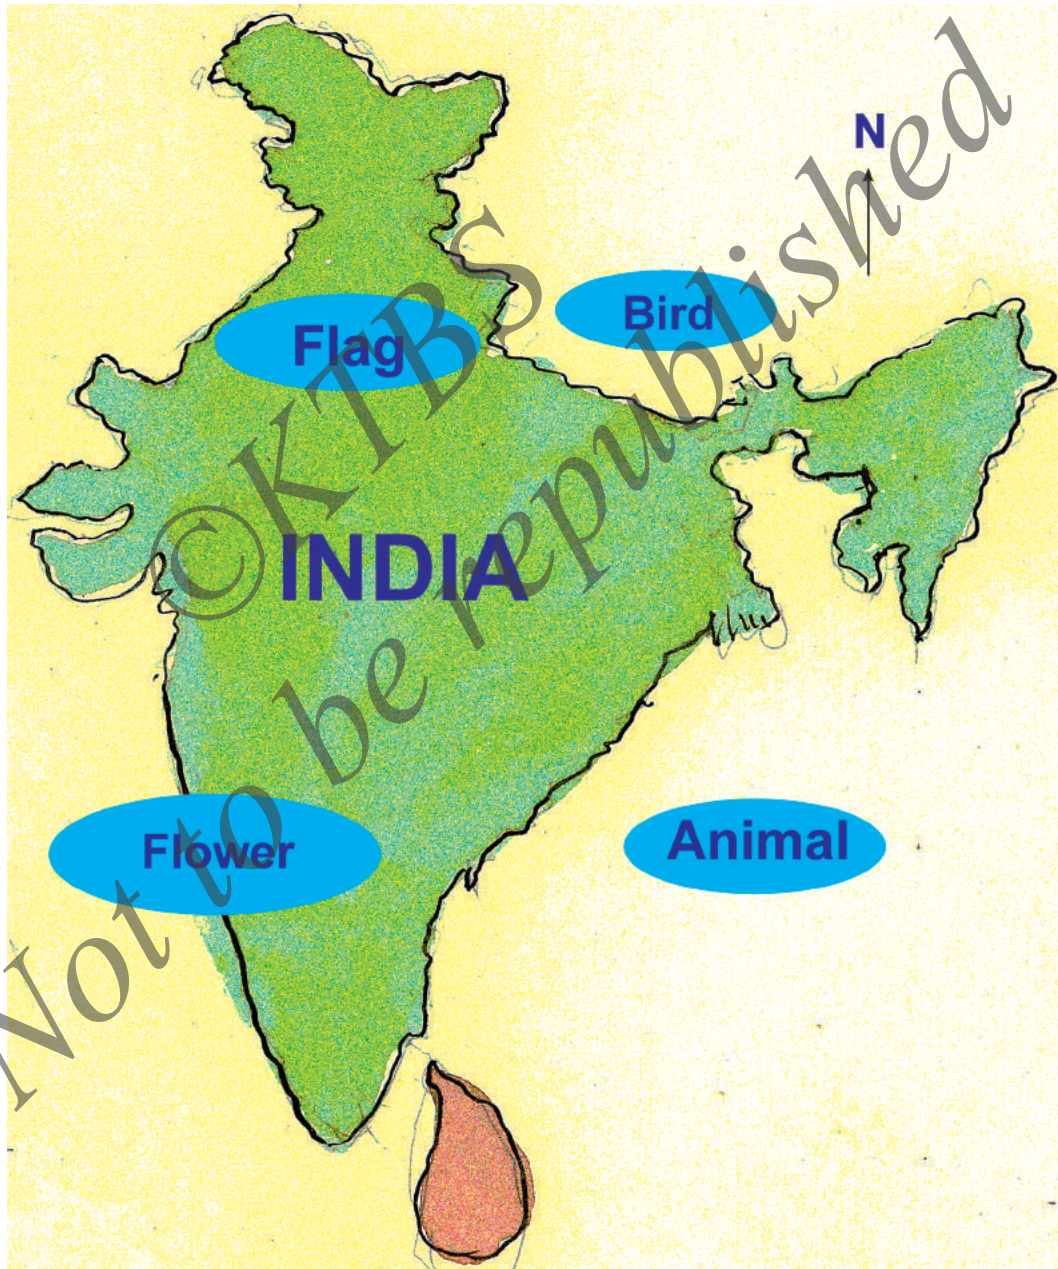 N
Bird
Flag
INDIA
Flower
Animal
©KTBS
Not to be republished